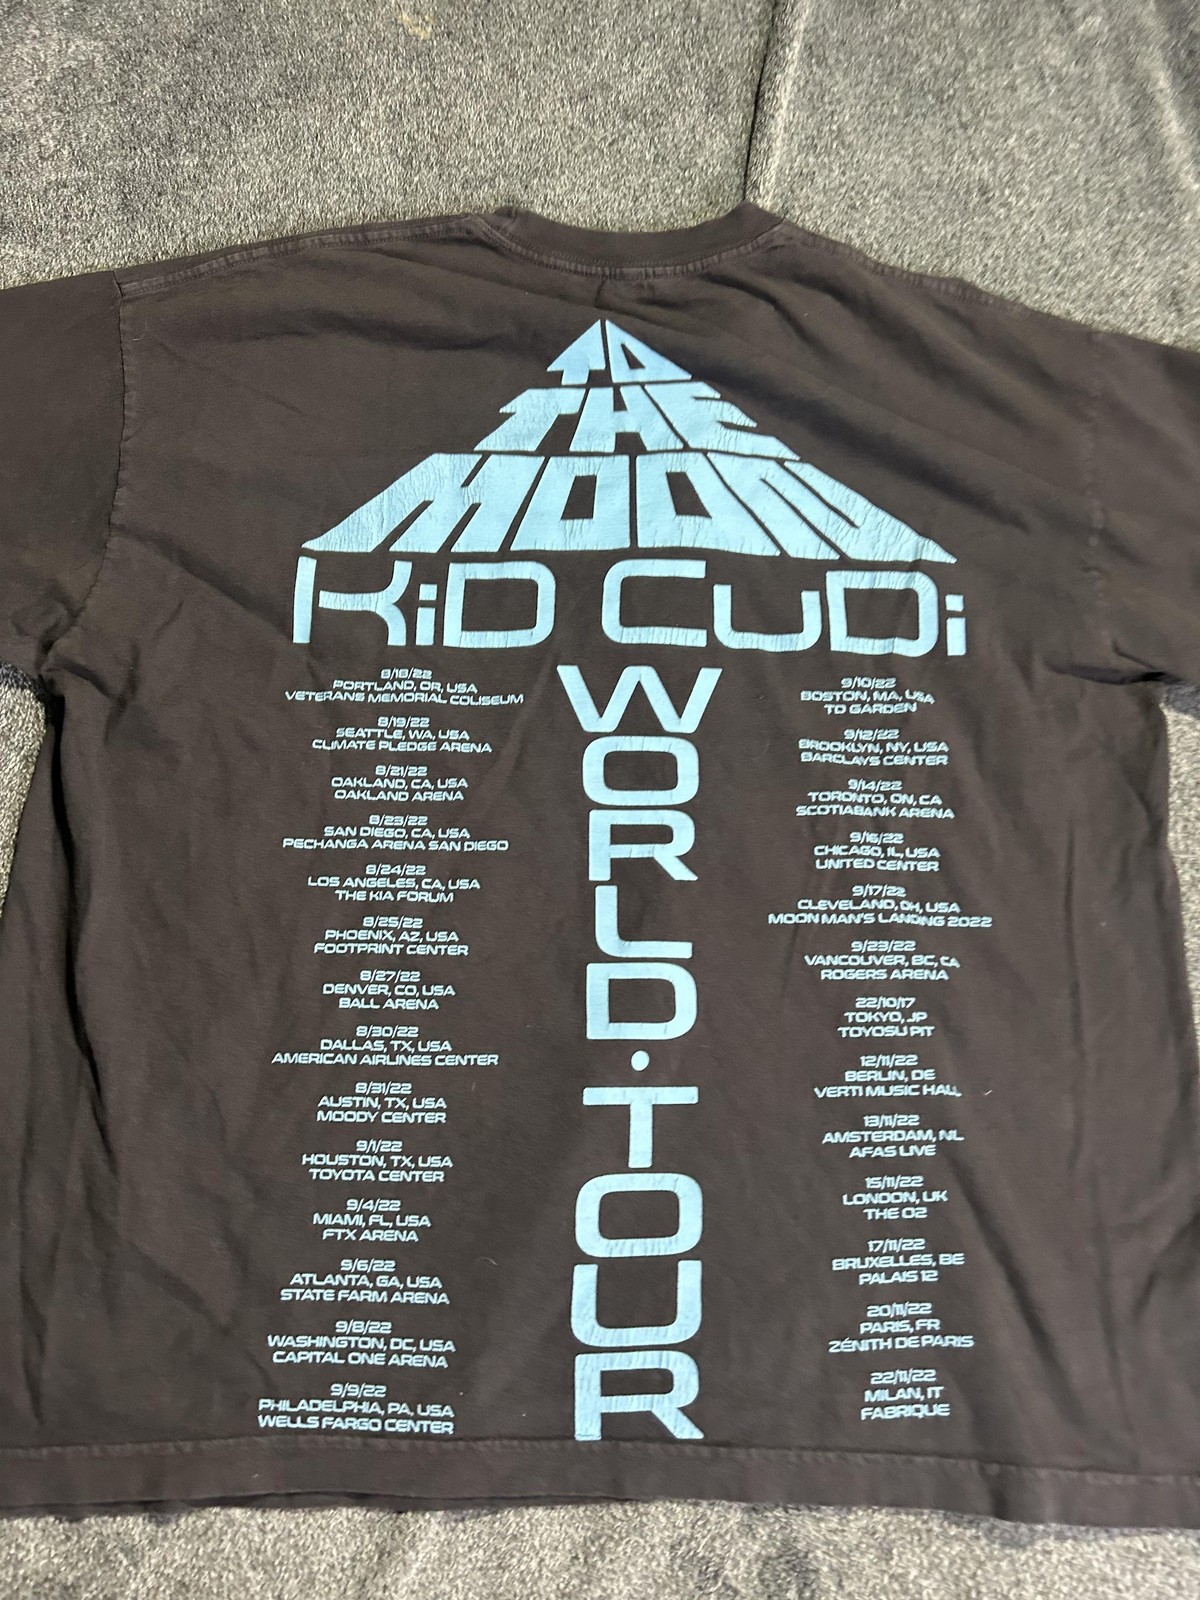 TO
THE
MOON
KiD CuDi
WORLD • TOUR
8/18/22
PORTLAND, OR, USA
VETERANS MEMORIAL COLISEUM
8/19/22
SEATTLE, WA, USA
CLIMATE PLEDGE ARENA
8/21/22
OAKLAND, CA, USA
OAKLAND ARENA
8/23/22
SAN DIEGO, CA, USA
PECHANGA ARENA SAN DIEGO
8/24/22
LOS ANGELES, CA, USA
THE KIA FORUM
8/25/22
PHOENIX, AZ, USA
FOOTPRINT CENTER
8/27/22
DENVER, CO, USA
BALL ARENA
8/30/22
DALLAS, TX, USA
AMERICAN AIRLINES CENTER
8/31/22
AUSTIN, TX, USA
MOODY CENTER
9/1/22
HOUSTON, TX, USA
TOYOTA CENTER
9/4/22
MIAMI, FL, USA
FTX ARENA
9/6/22
ATLANTA, GA, USA
STATE FARM ARENA
9/8/22
WASHINGTON, DC, USA
CAPITAL ONE ARENA
9/9/22
PHILADELPHIA, PA, USA
WELLS FARGO CENTER
9/10/22
BOSTON, MA, USA
TD GARDEN
9/12/22
BROOKLYN, NY, USA
BARCLAYS CENTER
9/14/22
TORONTO, ON, CA
SCOTIABANK ARENA
9/16/22
CHICAGO, IL, USA
UNITED CENTER
9/17/22
CLEVELAND, OH, USA
MOON MAN'S LANDING 2022
9/23/22
VANCOUVER, BC, CA
ROGERS ARENA
22/10/17
TOKYO, JP
TOYOSU PIT
12/11/22
BERLIN, DE
VERTI MUSIC HALL
13/11/22
AMSTERDAM, NL
AFAS LIVE
15/11/22
LONDON, UK
THE O2
17/11/22
BRUXELLES, BE
PALAIS 12
20/11/22
PARIS, FR
ZÉNITH DE PARIS
22/11/22
MILAN, IT
FABRIQUE